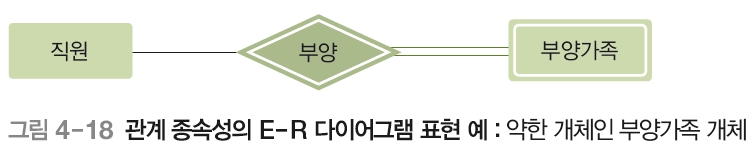 직원 부양 부양가족
그림 4-18 관계 종속성의 E-R 다이어그램 표현 예 : 약한 개체인 부양가족 개체